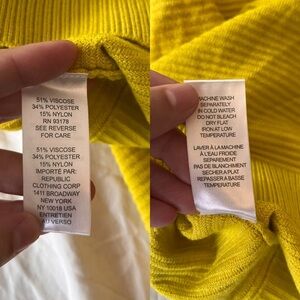 51% VISCOSE
34% POLYESTER
15% NYLON
RN 93178
SEE REVERSE
FOR CARE
51% VISCOSE
34% POLYESTER
15% NYLON
IMPORTÉ PAR:
REPUBLIC
CLOTHING CORP
1411 BROADWAY
NEW YORK
NY 10018 USA
ENTRETIEN
AU VERSO
MACHINE WASH
SEPARATELY
IN COLD WATER
DO NOT BLEACH
DRY FLAT
IRON AT LOW
TEMPERATURE
LAVER À LA MACHINE
À L'EAU FROIDE
SEPARÉMENT
PAS DE BLANCHIMENT
SECHER A PLAT
REPASSER A BASSE
TEMPERATURE